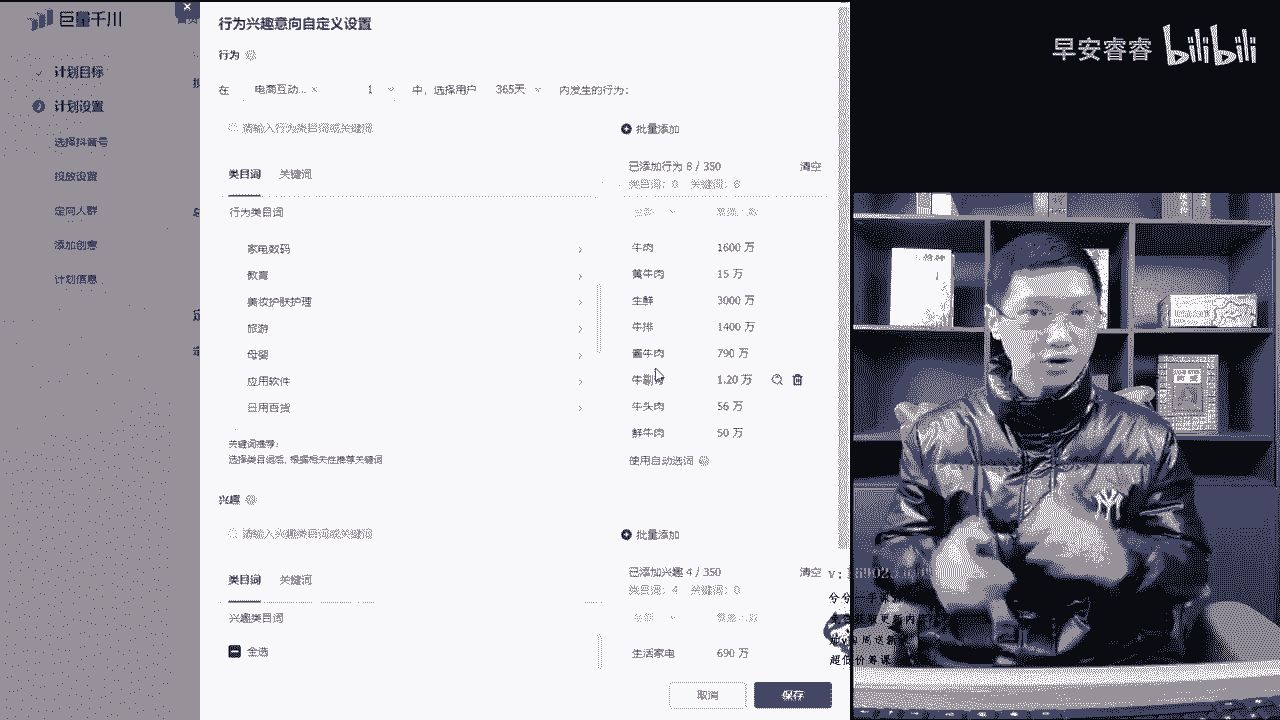 巨量千川
行为兴趣意向自定义设置
行为
计划目标
计划设置
在 电商互动... × 1 中，选择用户 365天 内发生的行为：
请输入行为类目词或关键词
批量添加
选择抖音号
已添加行为 8 / 350 清空
类目词 关键词
类目词：0 关键词：8
投放设置
行为类目词
定向人群
添加创意
计划信息
家电数码
教育
美妆护肤护理
旅游
母婴
应用软件
日用百货
牛肉 1600 万
黄牛肉 15 万
生鲜 3000 万
牛排 1400 万
酱牛肉 790 万
1.20 万
牛头肉 56 万
鲜牛肉 50 万
关键词推荐：
选择类目词后，根据相关性推荐关键词
使用自动选词
兴趣
请输入兴趣类目词或关键词
批量添加
已添加兴趣 4 / 350 清空
类目词 关键词
类目词：4 关键词：0
兴趣类目词
全选
生活家电 690 万
取消 保存
早安睿睿 bilibili